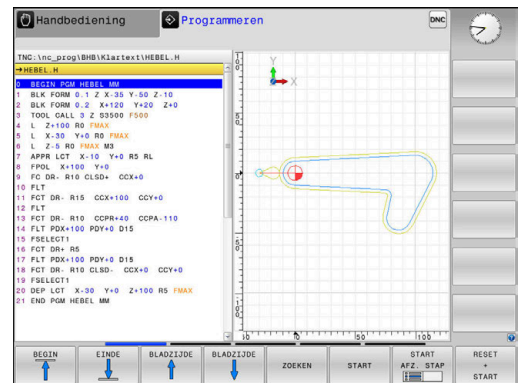 Handbediening
Programmeren
DNC
TNC:\nc_prog\BHB\Klartext\HEBEL.H
→HEBEL.H
0 BEGIN PGM HEBEL MM
1 BLK FORM 0.1 Z X-35 Y-50 Z-10
2 BLK FORM 0.2 X+120 Y+20 Z+0
3 TOOL CALL 3 Z S3500 F500
4 L Z+100 R0 FMAX
5 L X-30 Y+0 R0 FMAX
6 L Z-5 R0 FMAX M3
7 APPR LCT X-10 Y+0 R5 RL
8 FPOL X+100 Y+0
9 FC DR- R10 CLSD+ CCX+0
10 FLT
11 FCT DR- R15 CCX+100 CCY+0
12 FLT
13 FCT DR- R10 CCPR+40 CCPA-110
14 FLT PDX+100 PDY+0 D15
15 FSELECT1
16 FCT DR+ R5
17 FLT PDX+100 PDY+0 D15
18 FCT DR- R10 CLSD- CCX+0 CCY+0
19 FSELECT1
20 DEP LCT X-30 Y+0 Z+100 R5 FMAX
21 END PGM HEBEL MM
Y
X
0
50
100
BEGIN
EINDE
BLADZIJDE
BLADZIJDE
ZOEKEN
START
START
AFZ. STAP
RESET
+
START